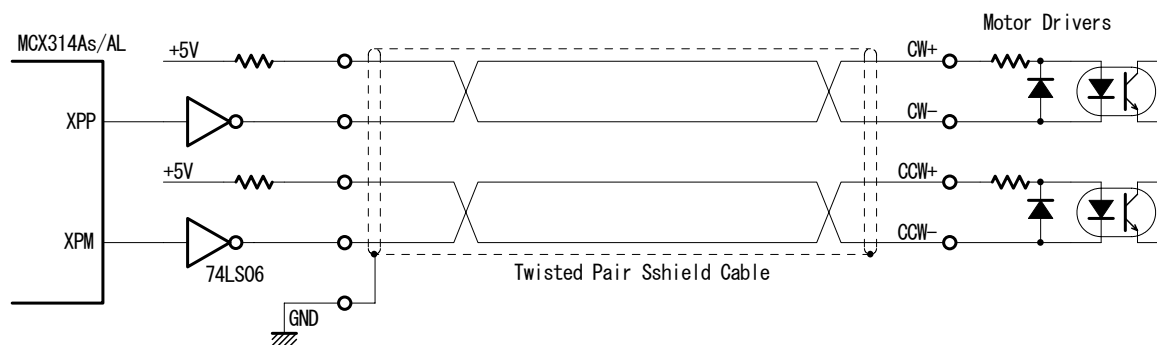 Motor Drivers
MCX314As/AL
+5V
CW+
XPP
CW-
+5V
CCW+
XPM
CCW-
74LS06
Twisted Pair Sshield Cable
GND